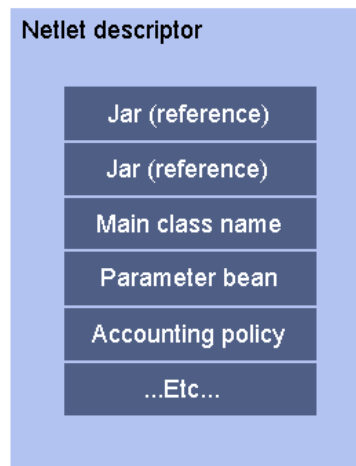 Netlet descriptor
Jar (reference)
Jar (reference)
Main class name
Parameter bean
Accounting policy
...Etc...